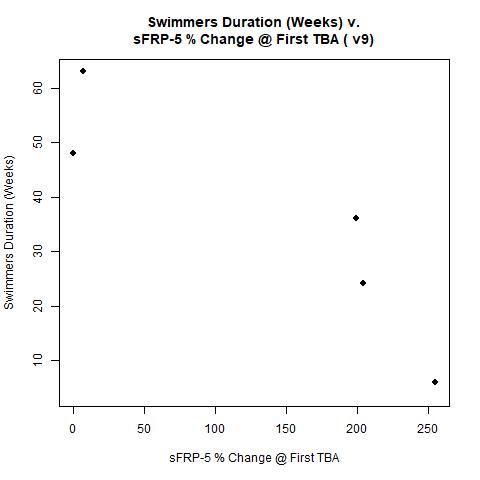 Swimmers Duration (Weeks) v.
sFRP-5 % Change @ First TBA ( v9)
Swimmers Duration (Weeks)
60
50
40
30
20
10
0 50 100 150 200 250
sFRP-5 % Change @ First TBA